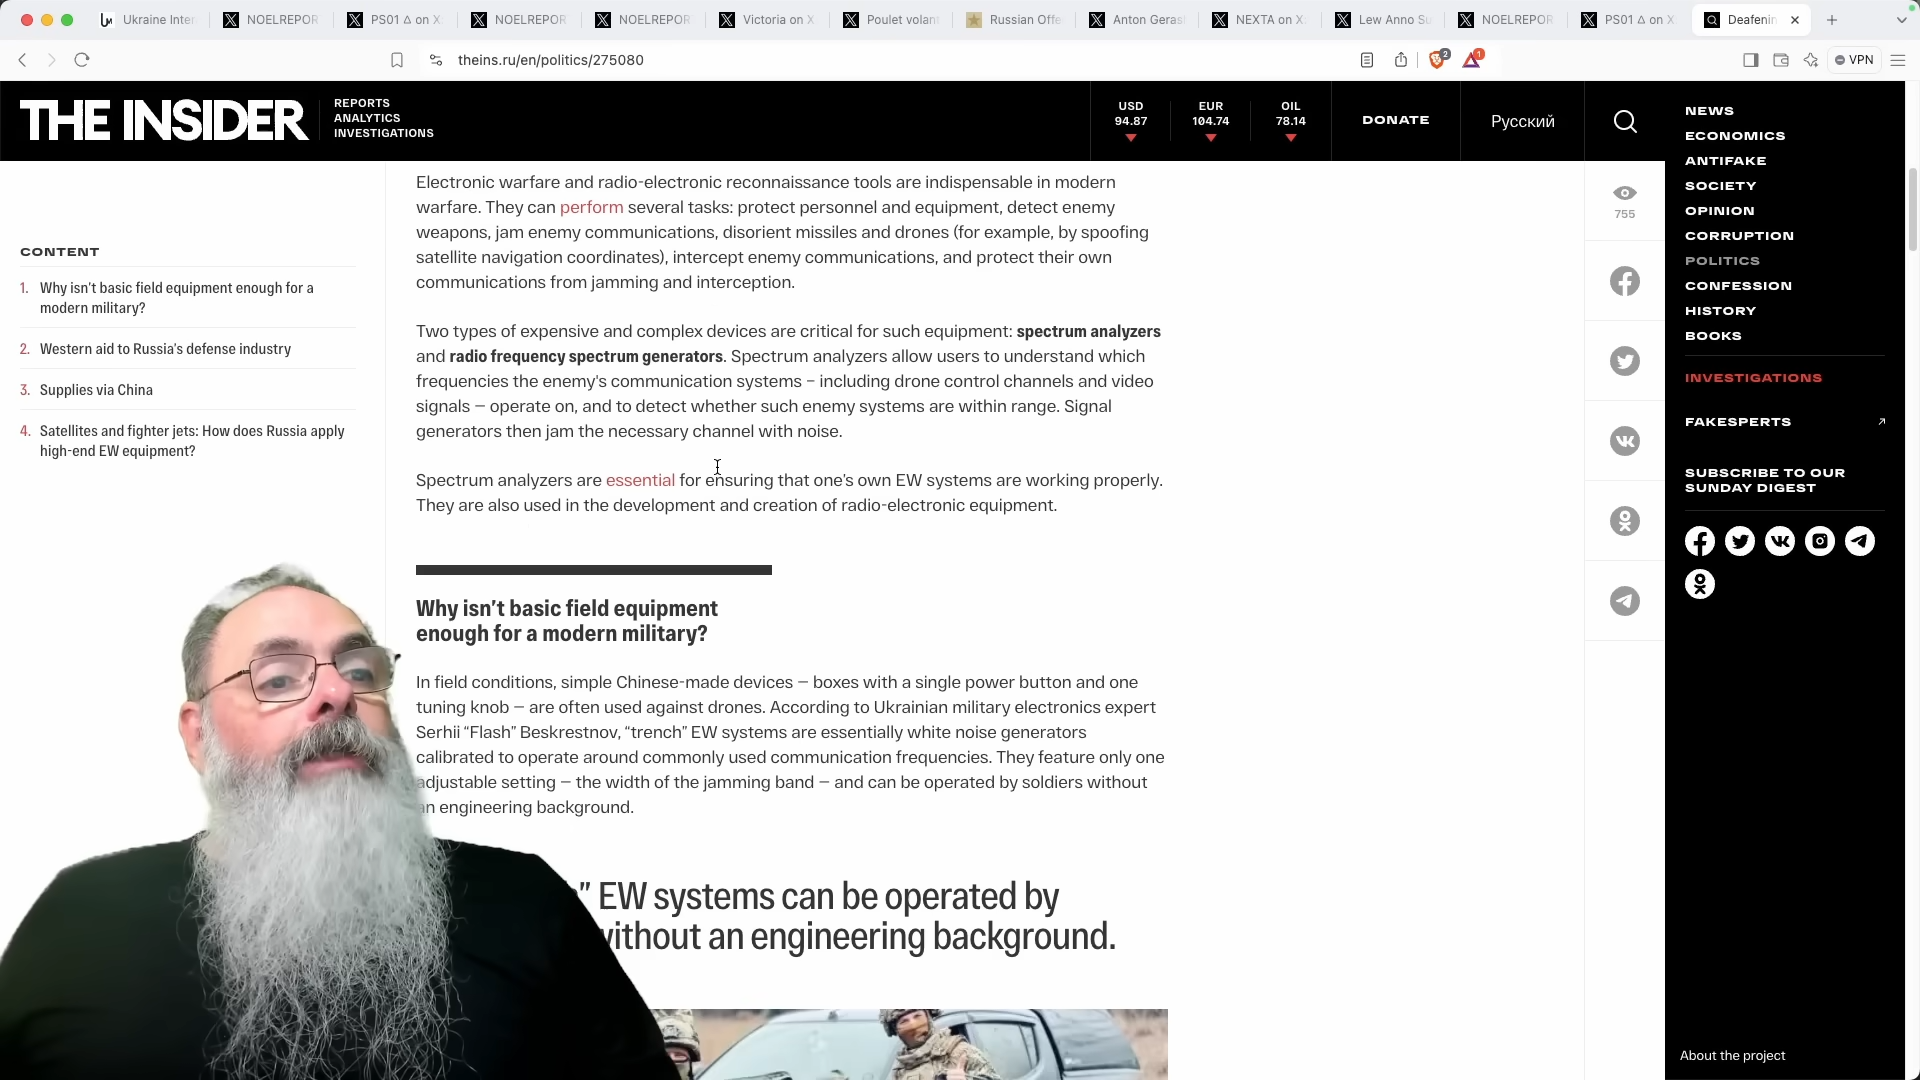 Ukraine Inter
NOELREPOR
PS01 Δ on X
NOELREPOR
NOELREPOR
Victoria on X
Poulet volant
Russian Offe
Anton Geras
NEXTA on X
Lew Anno Su
NOELREPOR
PS01 Δ on X
Deafenin
theins.ru/en/politics/275080
2
1
VPN
THE INSIDER
REPORTS
ANALYTICS
INVESTIGATIONS
USD
94.87
EUR
104.74
OIL
78.14
DONATE
Русский
CONTENT
1. Why isn't basic field equipment enough for a
modern military?
2. Western aid to Russia's defense industry
3. Supplies via China
4. Satellites and fighter jets: How does Russia apply
high-end EW equipment?
Electronic warfare and radio-electronic reconnaissance tools are indispensable in modern
warfare. They can perform several tasks: protect personnel and equipment, detect enemy
weapons, jam enemy communications, disorient missiles and drones (for example, by spoofing
satellite navigation coordinates), intercept enemy communications, and protect their own
communications from jamming and interception.
Two types of expensive and complex devices are critical for such equipment: spectrum analyzers
and radio frequency spectrum generators. Spectrum analyzers allow users to understand which
frequencies the enemy's communication systems – including drone control channels and video
signals — operate on, and to detect whether such enemy systems are within range. Signal
generators then jam the necessary channel with noise.
Spectrum analyzers are essential for ensuring that one's own EW systems are working properly.
They are also used in the development and creation of radio-electronic equipment.
Why isn't basic field equipment
enough for a modern military?
In field conditions, simple Chinese-made devices — boxes with a single power button and one
tuning knob — are often used against drones. According to Ukrainian military electronics expert
Serhii “Flash” Beskrestnov, “trench” EW systems are essentially white noise generators
calibrated to operate around commonly used communication frequencies. They feature only one
adjustable setting — the width of the jamming band — and can be operated by soldiers without
an engineering background.
” EW systems can be operated by
without an engineering background.
755
NEWS
ECONOMICS
ANTIFAKE
SOCIETY
OPINION
CORRUPTION
POLITICS
CONFESSION
HISTORY
BOOKS
INVESTIGATIONS
FAKESPERTS
SUBSCRIBE TO OUR
SUNDAY DIGEST
About the project